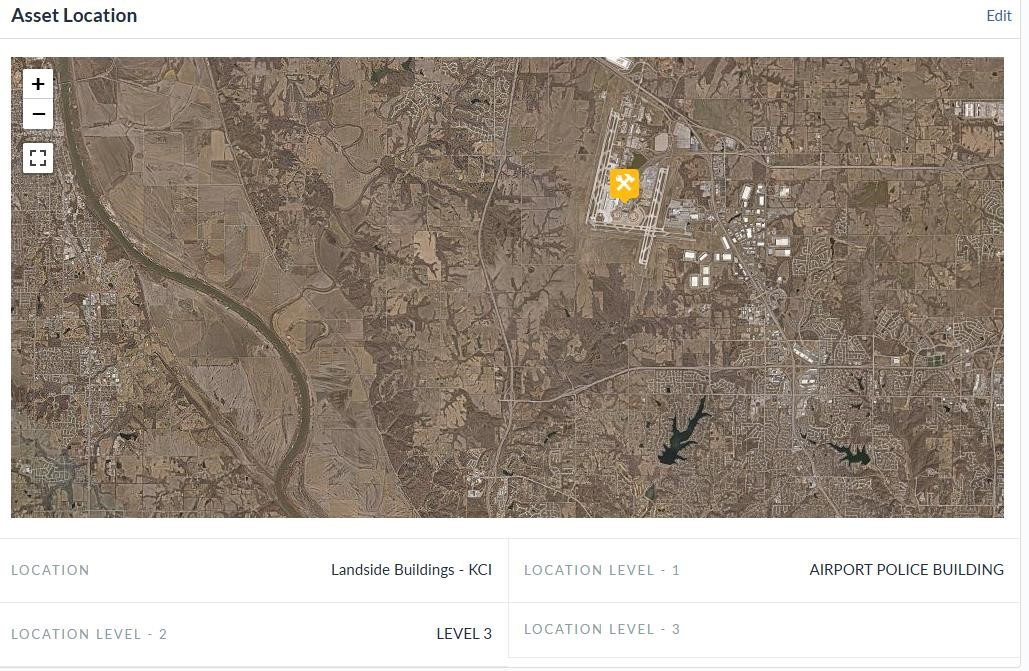 Asset Location
Edit
+
−
LOCATION
Landside Buildings - KCI
LOCATION LEVEL - 1
AIRPORT POLICE BUILDING
LOCATION LEVEL - 2
LEVEL 3
LOCATION LEVEL - 3